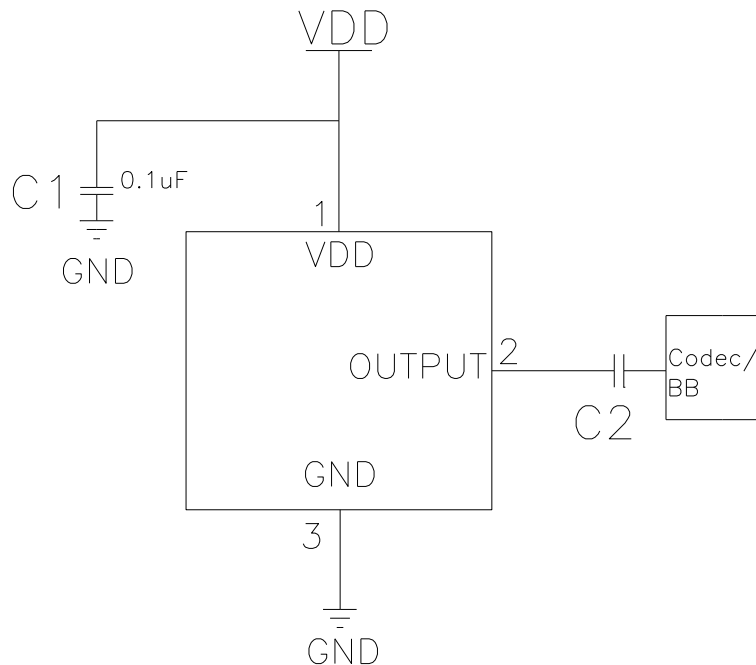 VDD
C1
0.1uF
GND
1
VDD
OUTPUT
2
Codec/
BB
C2
GND
3
GND